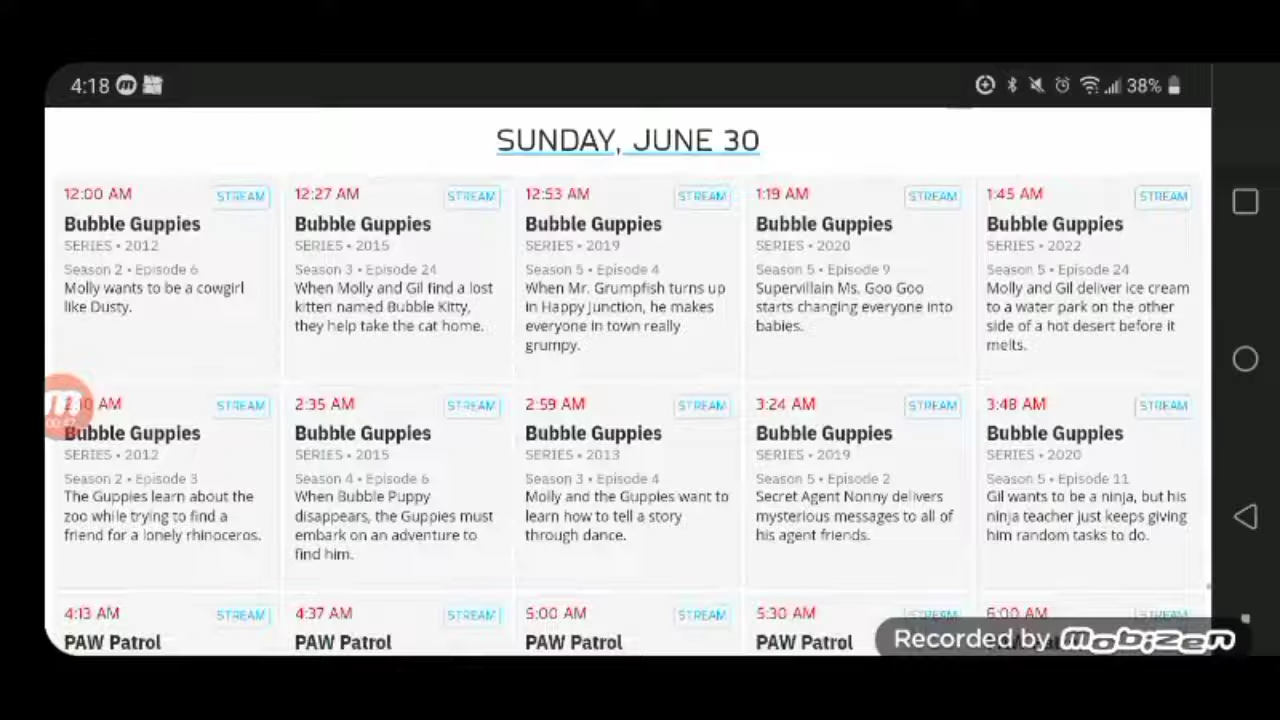 4:18
38%
SUNDAY, JUNE 30
12:00 AM STREAM
Bubble Guppies
SERIES • 2012
Season 2 • Episode 6
Molly wants to be a cowgirl
like Dusty.
12:27 AM STREAM
Bubble Guppies
SERIES • 2015
Season 3 • Episode 24
When Molly and Gil find a lost
kitten named Bubble Kitty,
they help take the cat home.
12:53 AM STREAM
Bubble Guppies
SERIES • 2019
Season 5 • Episode 4
When Mr. Grumpfish turns up
in Happy Junction, he makes
everyone in town really
grumpy.
1:19 AM STREAM
Bubble Guppies
SERIES • 2020
Season 5 • Episode 9
Supervillain Ms. Goo Goo
starts changing everyone into
babies.
1:45 AM STREAM
Bubble Guppies
SERIES • 2022
Season 5 • Episode 24
Molly and Gil deliver ice cream
to a water park on the other
side of a hot desert before it
melts.
AM STREAM
Bubble Guppies
SERIES • 2012
Season 2 • Episode 3
The Guppies learn about the
zoo while trying to find a
friend for a lonely rhinoceros.
2:35 AM STREAM
Bubble Guppies
SERIES • 2015
Season 4 • Episode 6
When Bubble Puppy
disappears, the Guppies must
embark on an adventure to
find him.
2:59 AM STREAM
Bubble Guppies
SERIES • 2013
Season 3 • Episode 4
Molly and the Guppies want to
learn how to tell a story
through dance.
3:24 AM STREAM
Bubble Guppies
SERIES • 2019
Season 5 • Episode 2
Secret Agent Nonny delivers
mysterious messages to all of
his agent friends.
3:48 AM STREAM
Bubble Guppies
SERIES • 2020
Season 5 • Episode 11
Gil wants to be a ninja, but his
ninja teacher just keeps giving
him random tasks to do.
4:13 AM STREAM
PAW Patrol
4:37 AM STREAM
PAW Patrol
5:00 AM STREAM
PAW Patrol
5:30 AM STREAM
PAW Patrol
6:00 AM STREAM
Recorded by mobizen